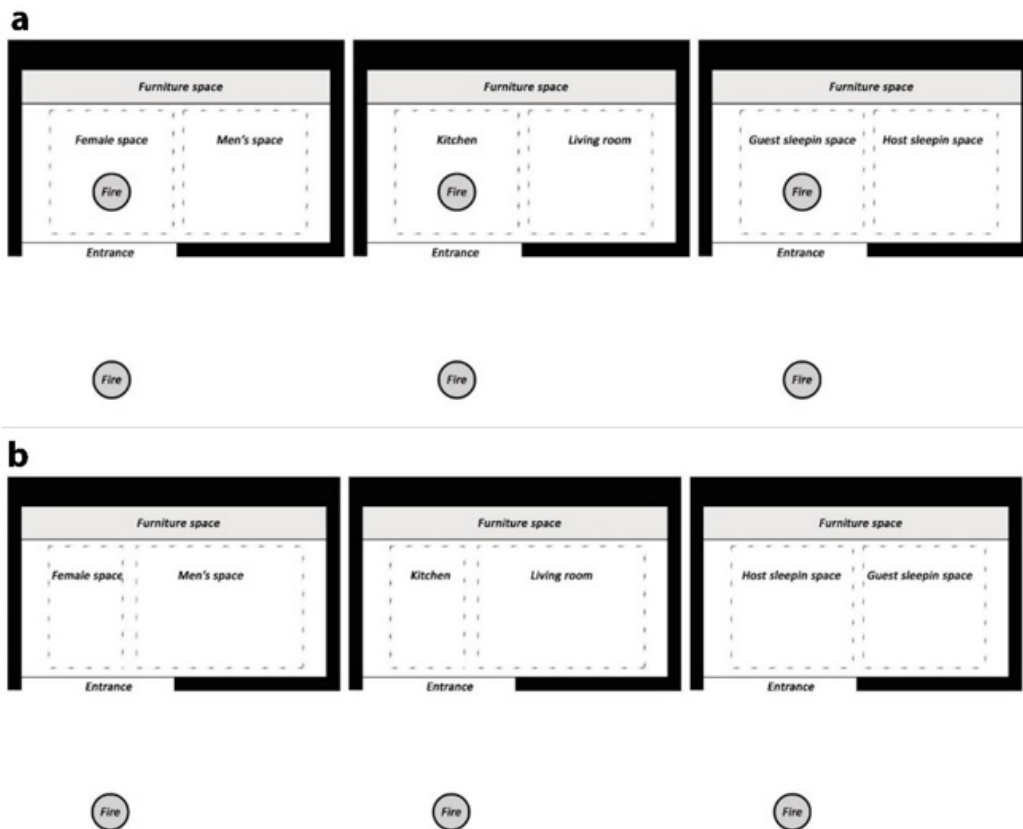 a
Furniture space Furniture space Furniture space
Female space Men's space Kitchen Living room Guest sleepin space Host sleepin space
Fire Fire Fire
Entrance Entrance Entrance
Fire Fire Fire
b
Furniture space Furniture space Furniture space
Female space Men's space Kitchen Living room Host sleepin space Guest sleepin space
Entrance Entrance Entrance
Fire Fire Fire